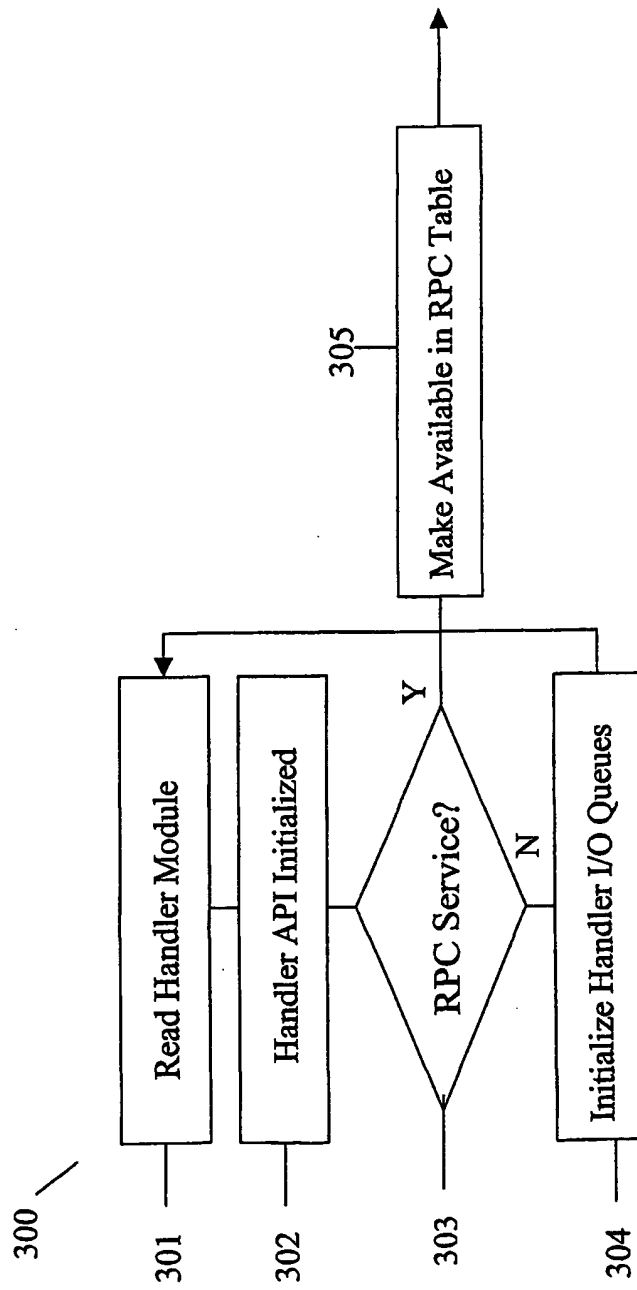 300
301
Read Handler Module
302
Handler API Initialized
303
RPC Service?
Y
N
304
Initialize Handler I/O Queues
305
Make Available in RPC Table